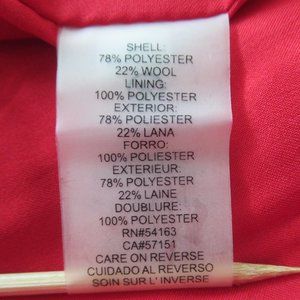 SHELL:
78% POLYESTER
22% WOOL
LINING:
100% POLYESTER
EXTERIOR:
78% POLIESTER
22% LANA
FORRO:
100% POLIESTER
EXTERIEUR:
78% POLYESTER
22% LAINE
DOUBLURE:
100% POLYESTER
RN#54163
CA#57151
CARE ON REVERSE
CUIDADO AL REVERSO
SOIN SUR L'INVERSE